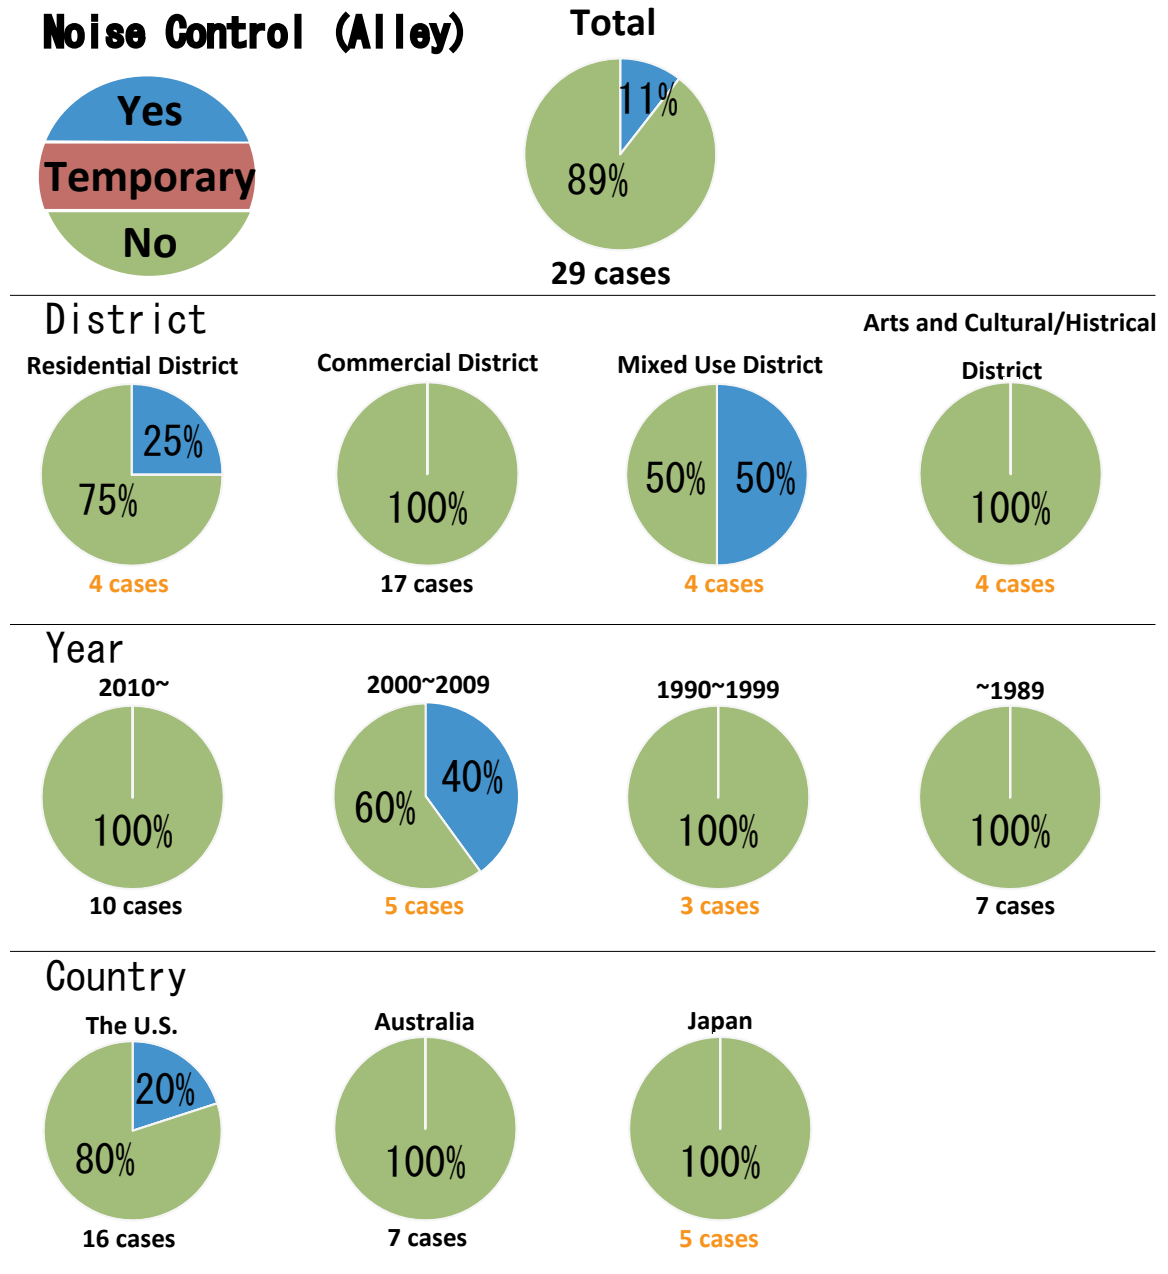 Noise Control (Alley)
Total
Yes
Temporary
No
11%
89%
29 cases
District
Residential District
Commercial District
Mixed Use District
Arts and Cultural/Histrical
District
25%
75%
100%
50%
50%
100%
4 cases
17 cases
4 cases
4 cases
Year
2010~
2000~2009
1990~1999
~1989
100%
40%
60%
100%
100%
10 cases
5 cases
3 cases
7 cases
Country
The U.S.
Australia
Japan
20%
80%
100%
100%
16 cases
7 cases
5 cases